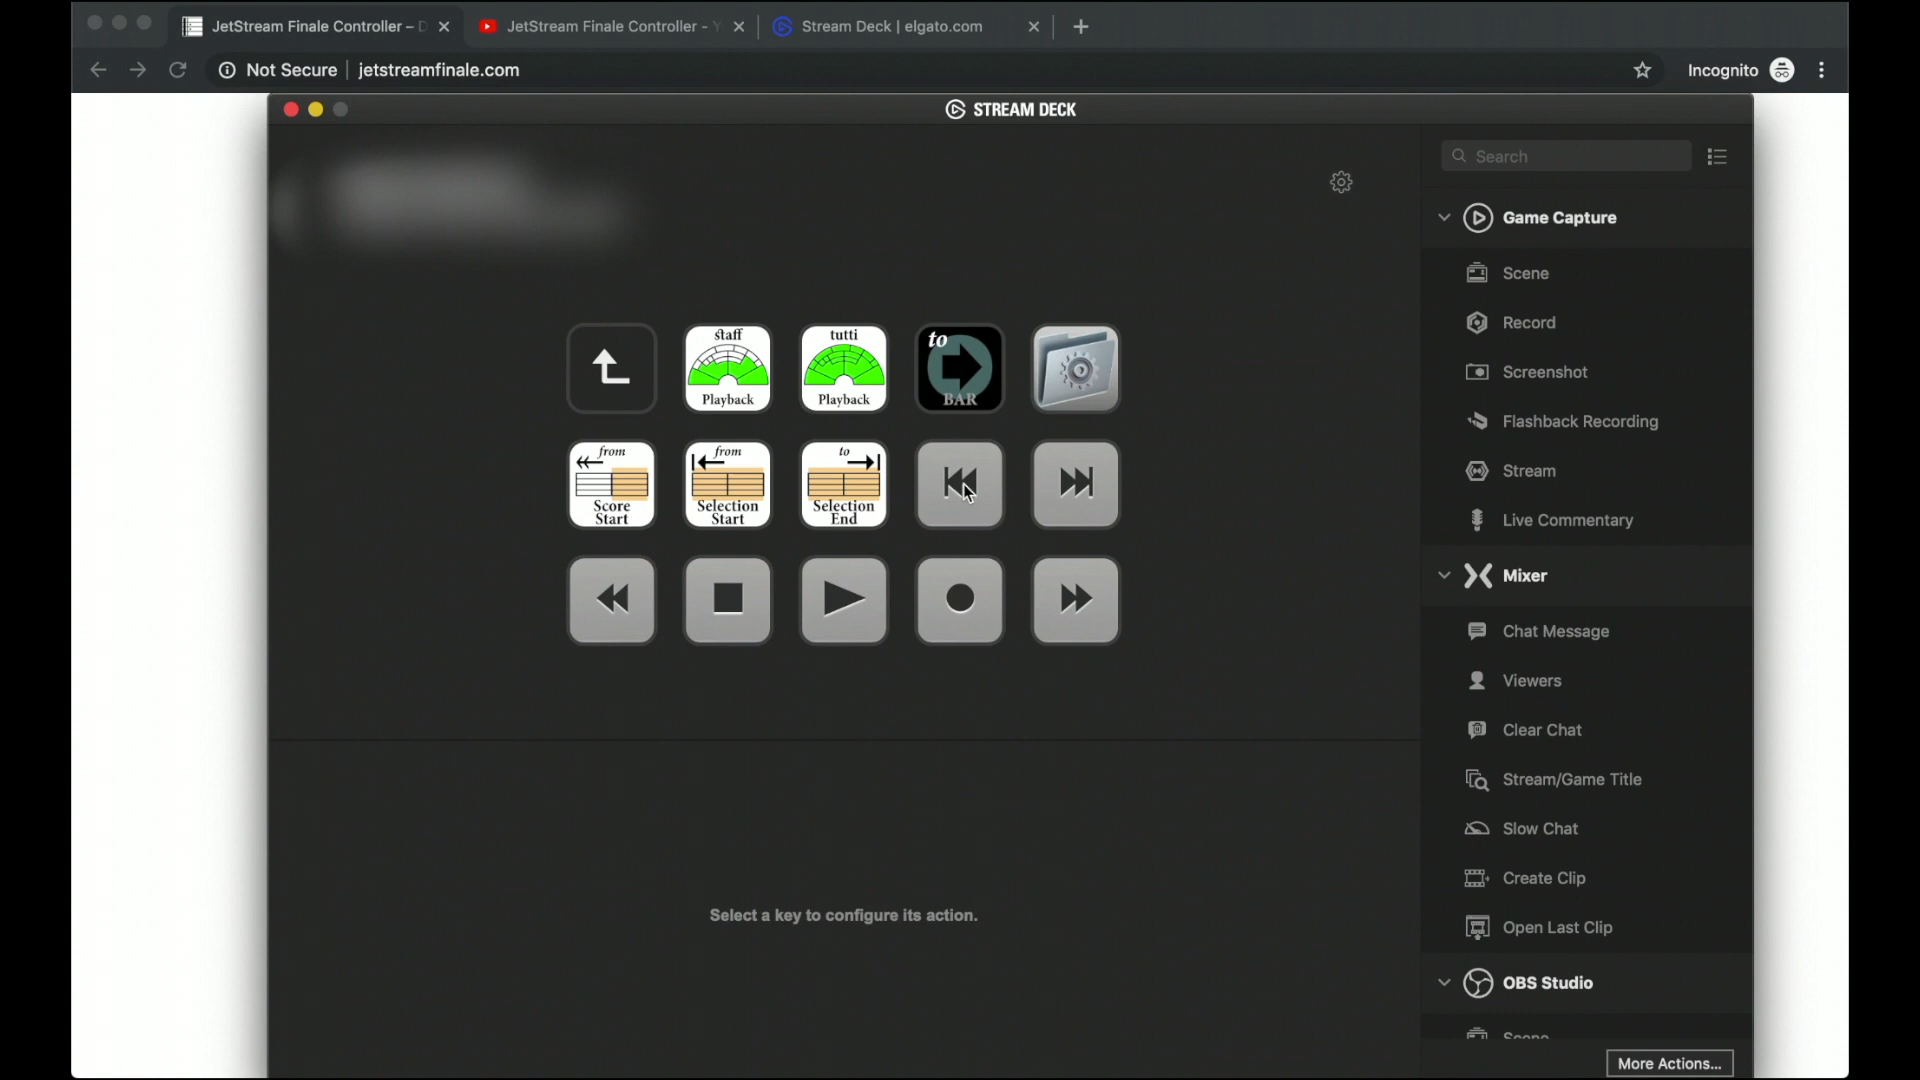 JetStream Finale Controller –
JetStream Finale Controller -
Stream Deck | elgato.com
Not Secure
jetstreamfinale.com
Incognito
STREAM DECK
Search
Game Capture
Scene
Record
Screenshot
Flashback Recording
Stream
Live Commentary
Mixer
Chat Message
Viewers
Clear Chat
Stream/Game Title
Slow Chat
Create Clip
Open Last Clip
OBS Studio
Scene
More Actions...
staff
Playback
tutti
Playback
to
BAR
from
Score
Start
from
Selection
Start
to
Selection
End
Select a key to configure its action.